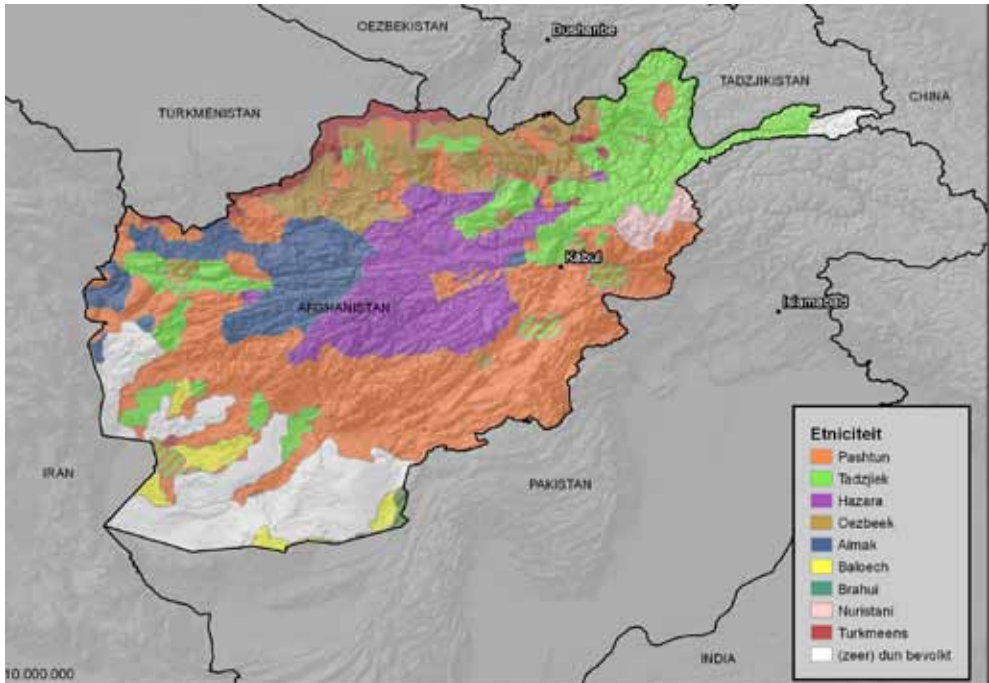 OEZBEKISTAN
Dushanbe
TADZJIKISTAN
CHINA
TURKMENISTAN
Kabul
Islamabad
AFGHANISTAN
IRAN
PAKISTAN
INDIA
Etniciteit
Pashtun
Tadzjiek
Hazara
Oezbeek
Aimak
Baloech
Brahui
Nuristani
Turkmeens
(zeer) dun bevolkt
10.000.000